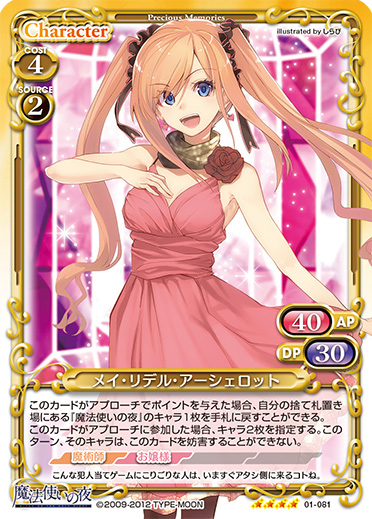 Precious Memories
Character
illustrated by しらび
COST
4
SOURCE
2
40 AP
DP 30
メイ・リデル・アーシェロット
このカードがアプローチでポイントを与えた場合、自分の捨て札置き
場にある「魔法使いの夜」のキャラ1枚を手札に戻すことができる。
このカードがアプローチに参加した場合、キャラ2枚を指定する。この
ターン、そのキャラは、このカードを妨害することができない。
魔術師 お嬢様
こんな犯人当てゲームにこりごりな人は、いますぐアタシ側に来るコトね。
魔法使いの夜
©2009-2012 TYPE-MOON
01-081